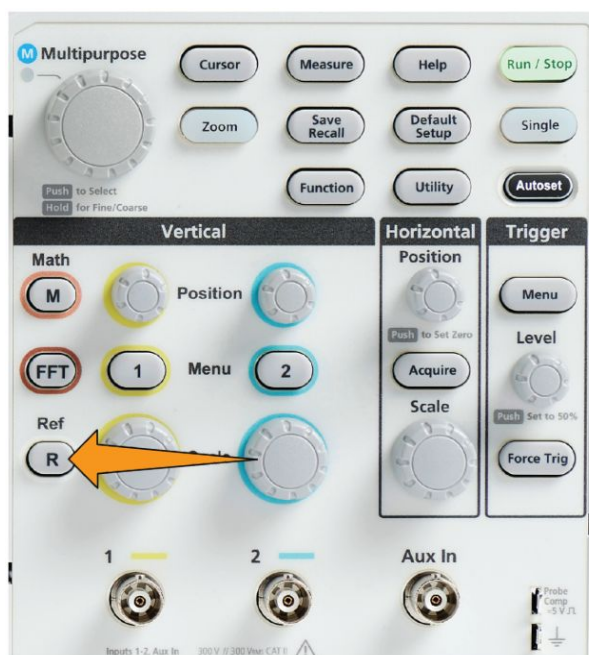 M Multipurpose
Cursor
Measure
Help
Run / Stop
Zoom
Save
Recall
Default
Setup
Single
Push to Select
Hold for Fine/Coarse
Function
Utility
Autoset
Vertical
Horizontal
Trigger
Math
M
Position
Position
Push to Set Zero
Menu
FFT
1
Menu
2
Acquire
Level
Push Set to 50%
Ref
R
Scale
Force Trig
1
2
Aux In
Probe
Comp
Inputs 1-2, Aux In
300 V
CAT II